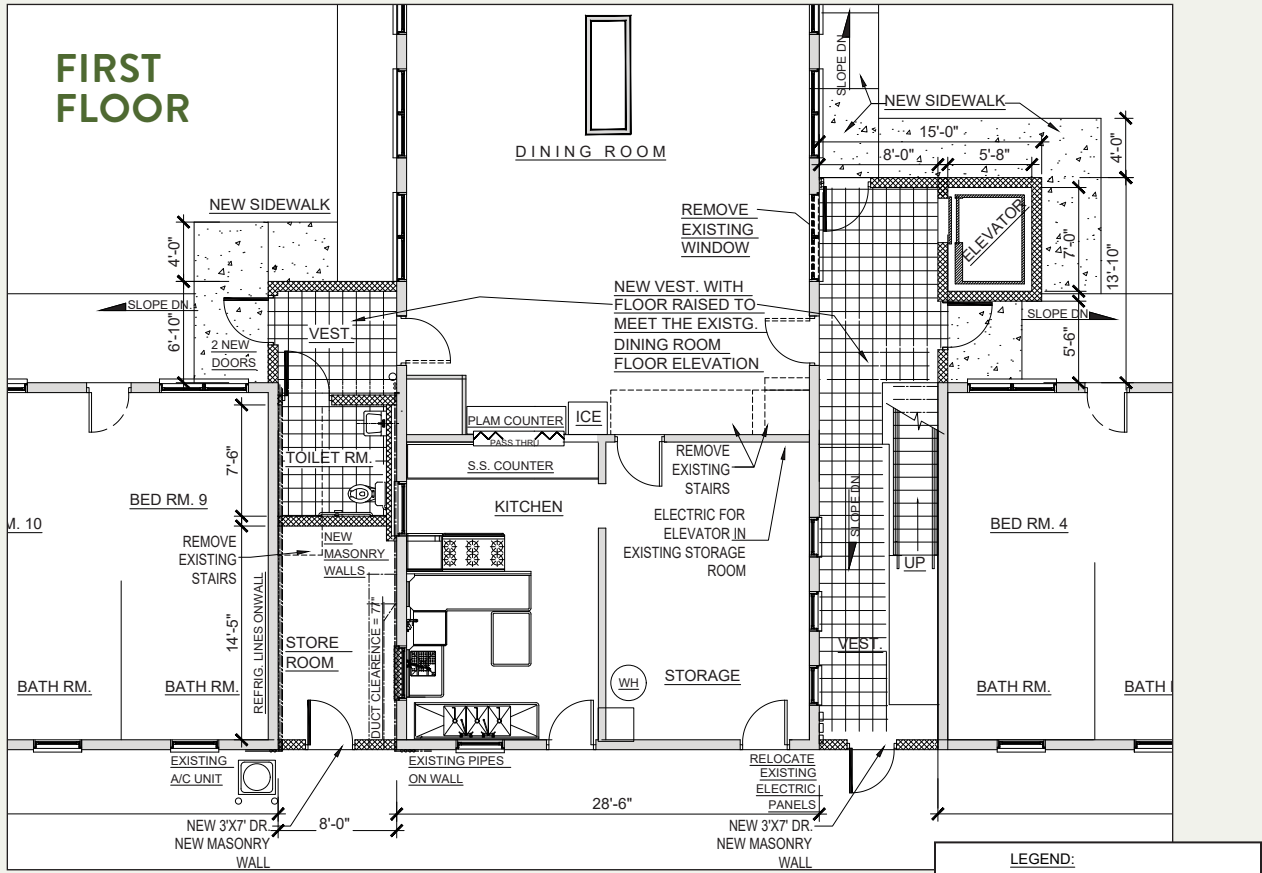 FIRST
FLOOR
SLOPE DN
NEW SIDEWALK
15'-0"
8'-0"
5'-8"
4'-0"
DINING ROOM
NEW SIDEWALK
4'-0"
REMOVE
EXISTING
WINDOW
ELEVATOR
7'-0"
13'-10"
NEW VEST. WITH
FLOOR RAISED TO
MEET THE EXISTG.
DINING ROOM
FLOOR ELEVATION
SLOPE DN.
6'-10"
2 NEW
DOORS
VEST.
SLOPE DN
5'-6"
PLAM COUNTER
ICE
PASS THRU
S.S. COUNTER
REMOVE
EXISTING
STAIRS
7'-6"
TOILET RM.
BED RM. 9
M. 10
KITCHEN
ELECTRIC FOR
ELEVATOR IN
EXISTING STORAGE
ROOM
SLOPE DN
UP
BED RM. 4
REMOVE
EXISTING
STAIRS
NEW
MASONRY
WALLS
14'-5"
REFRIG. LINES ONWALL
STORE
ROOM
DUCT CLEARENCE = 77"
WH
STORAGE
VEST.
BATH RM.
BATH RM.
BATH RM.
BATH
EXISTING
A/C UNIT
EXISTING PIPES
ON WALL
RELOCATE
EXISTING
ELECTRIC
PANELS
28'-6"
8'-0"
NEW 3'X7' DR.
NEW MASONRY
WALL
NEW 3'X7' DR.
NEW MASONRY
WALL
LEGEND: